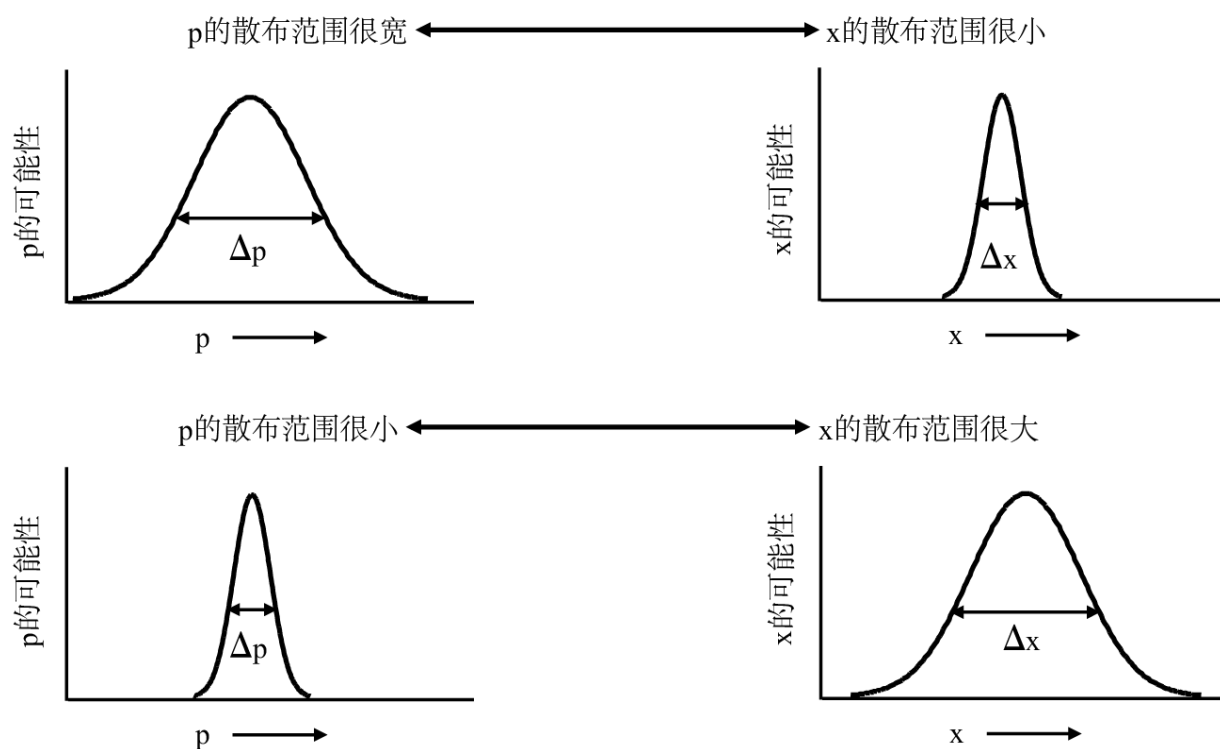 p的散布范围很宽
x的散布范围很小
p的可能性
Δp
p
x的可能性
Δx
x
p的散布范围很小
x的散布范围很大
p的可能性
Δp
p
x的可能性
Δx
x